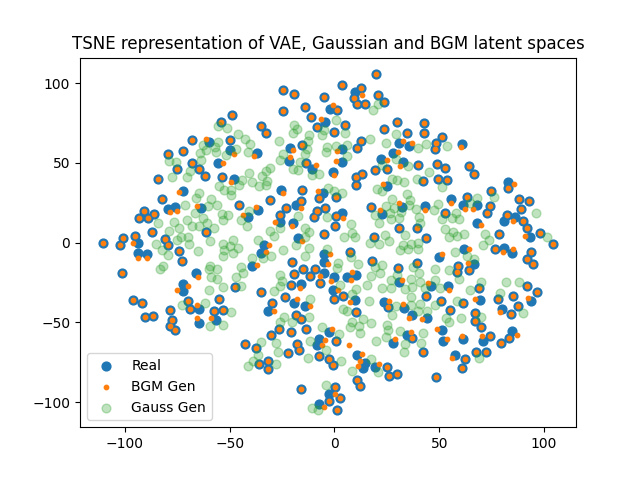 TSNE representation of VAE, Gaussian and BGM latent spaces
100
50
0
−50
−100
Real
BGM Gen
Gauss Gen
−100 −50 0 50 100